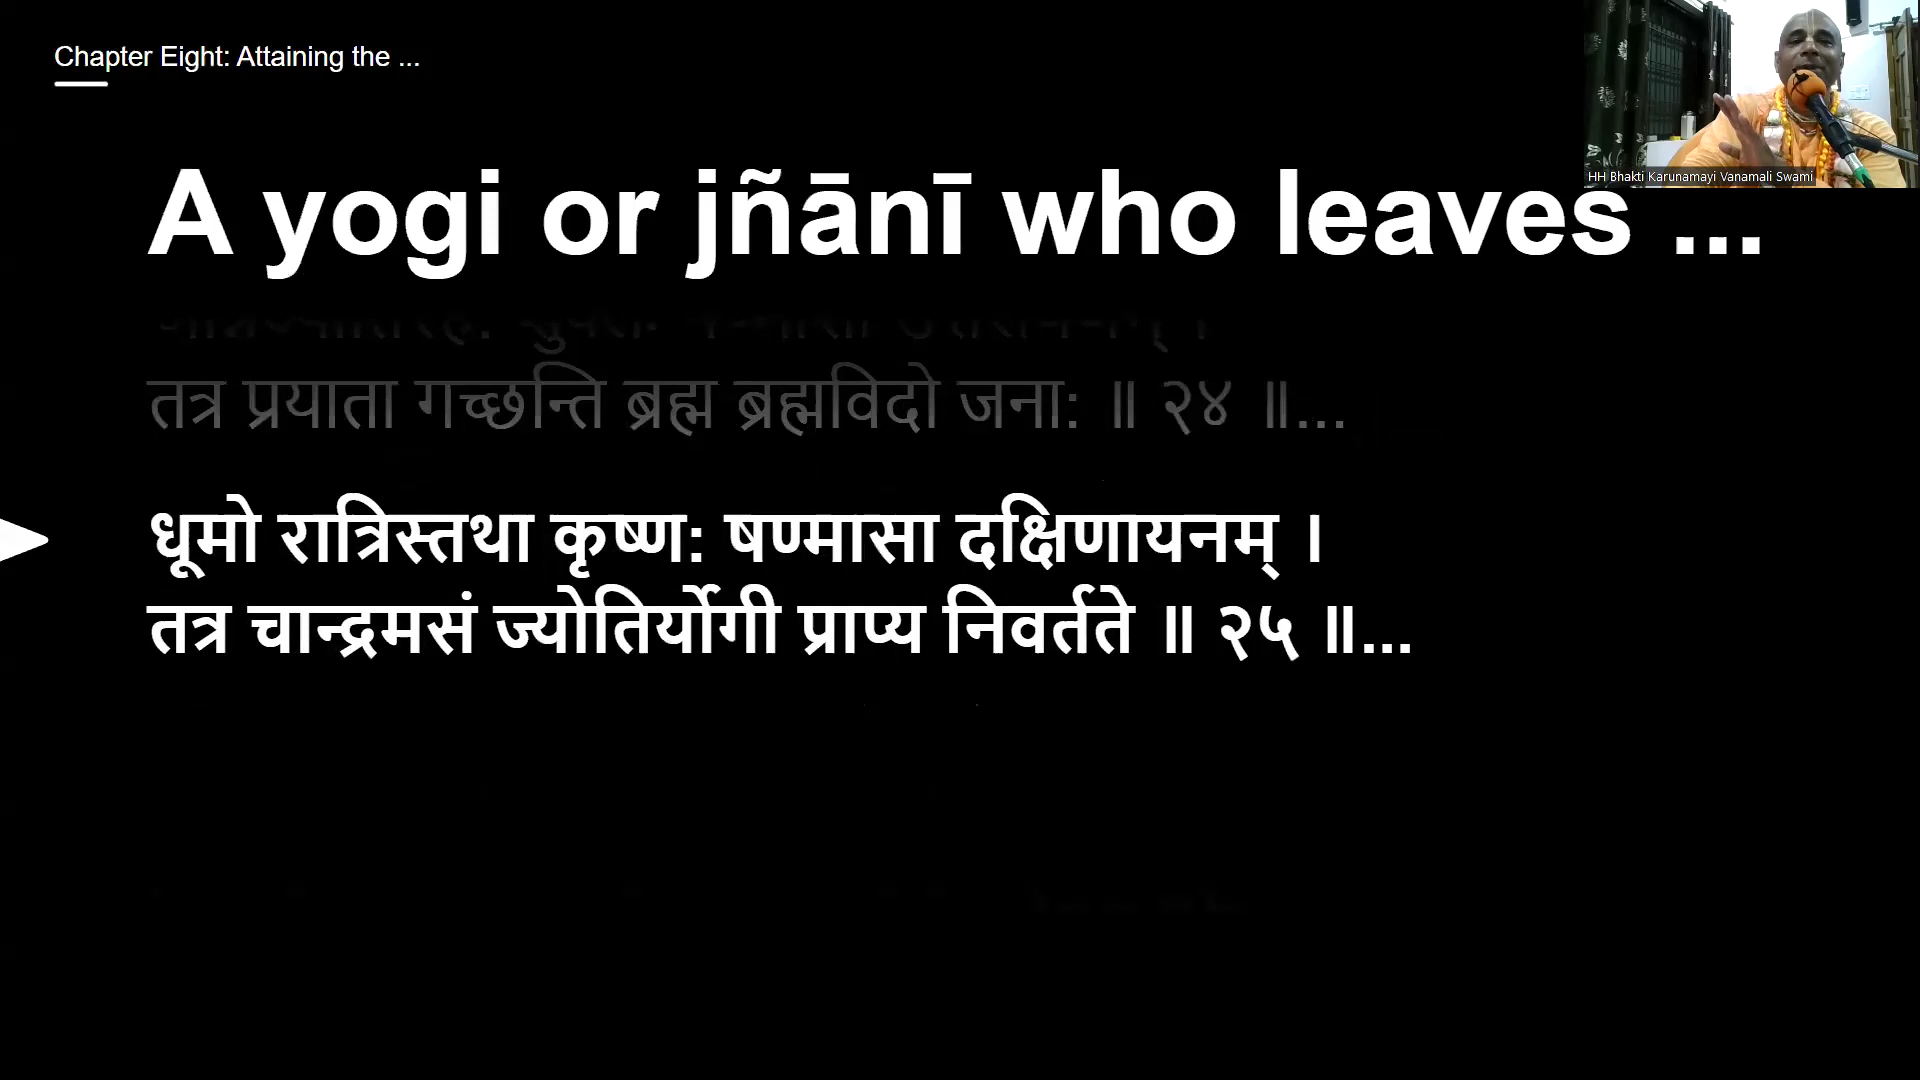 Chapter Eight: Attaining the ...
HH Bhakti Karunamayi Vanamali Swami
A yogi or jñānī who leaves ...
तत्र प्रयाता गच्छन्ति ब्रह्म ब्रह्मविदो जना: ॥ २४ ॥...
धूमो रात्रिस्तथा कृष्ण: षण्मासा दक्षिणायनम् ।
तत्र चान्द्रमसं ज्योतिर्योगी प्राप्य निवर्तते ॥ २५ ॥...